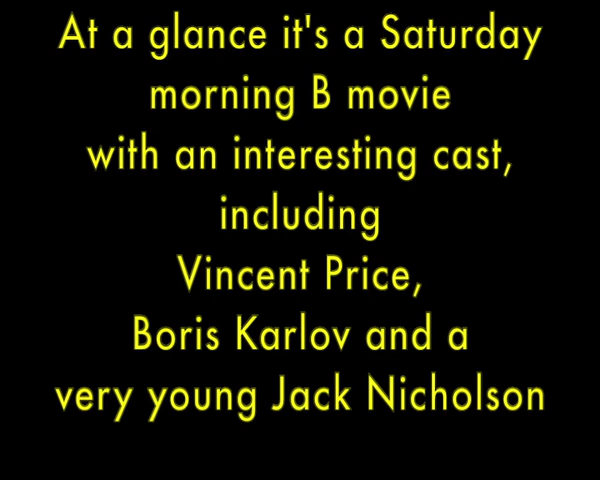 At a glance it's a Saturday
morning B movie
with an interesting cast,
including
Vincent Price,
Boris Karlov and a
very young Jack Nicholson